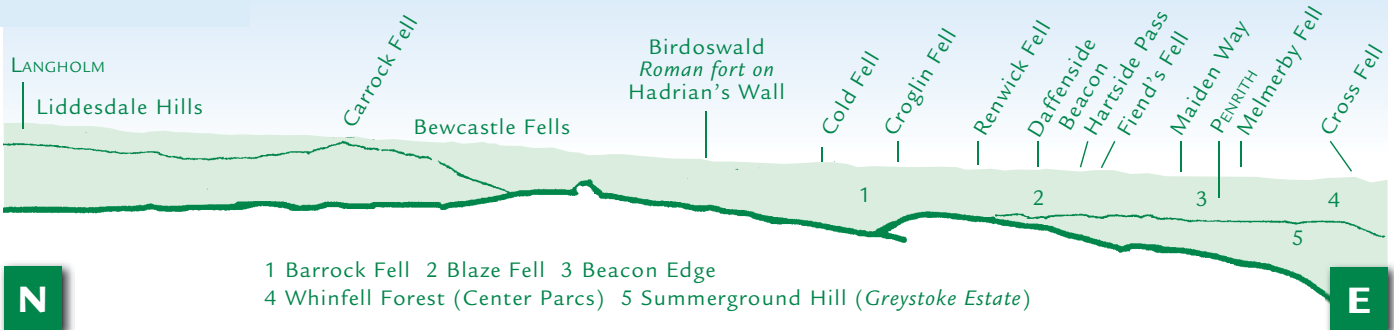 LANGHOLM
Liddesdale Hills
Carrock Fell
Bewcastle Fells
Birdoswald
Roman fort on
Hadrian's Wall
Cold Fell
Croglin Fell
Renwick Fell
Daffenside
Beacon
Hartside Pass
Fiend's Fell
Maiden Way
PENRITH
Melmerby Fell
Cross Fell
1
2
3
4
5
1 Barrock Fell 2 Blaze Fell 3 Beacon Edge
4 Whinfell Forest (Center Parcs) 5 Summerground Hill (Greystoke Estate)
N
E